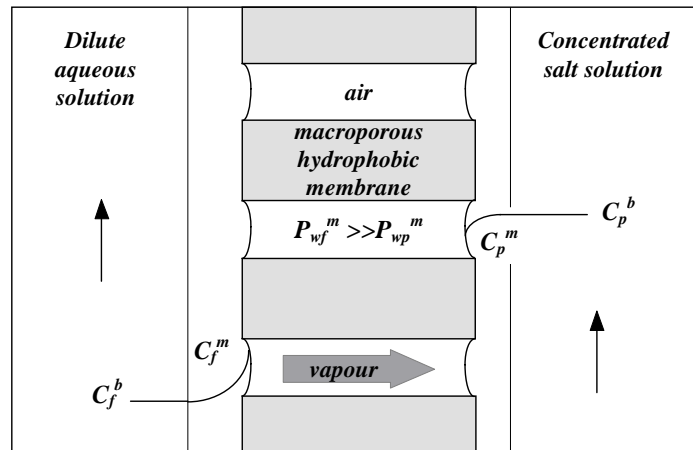 Dilute
aqueous
solution
Concentrated
salt solution
air
macroporous
hydrophobic
membrane
P_wf^m >>P_wp^m
C_p^b
C_p^m
C_f^m
C_f^b
vapour